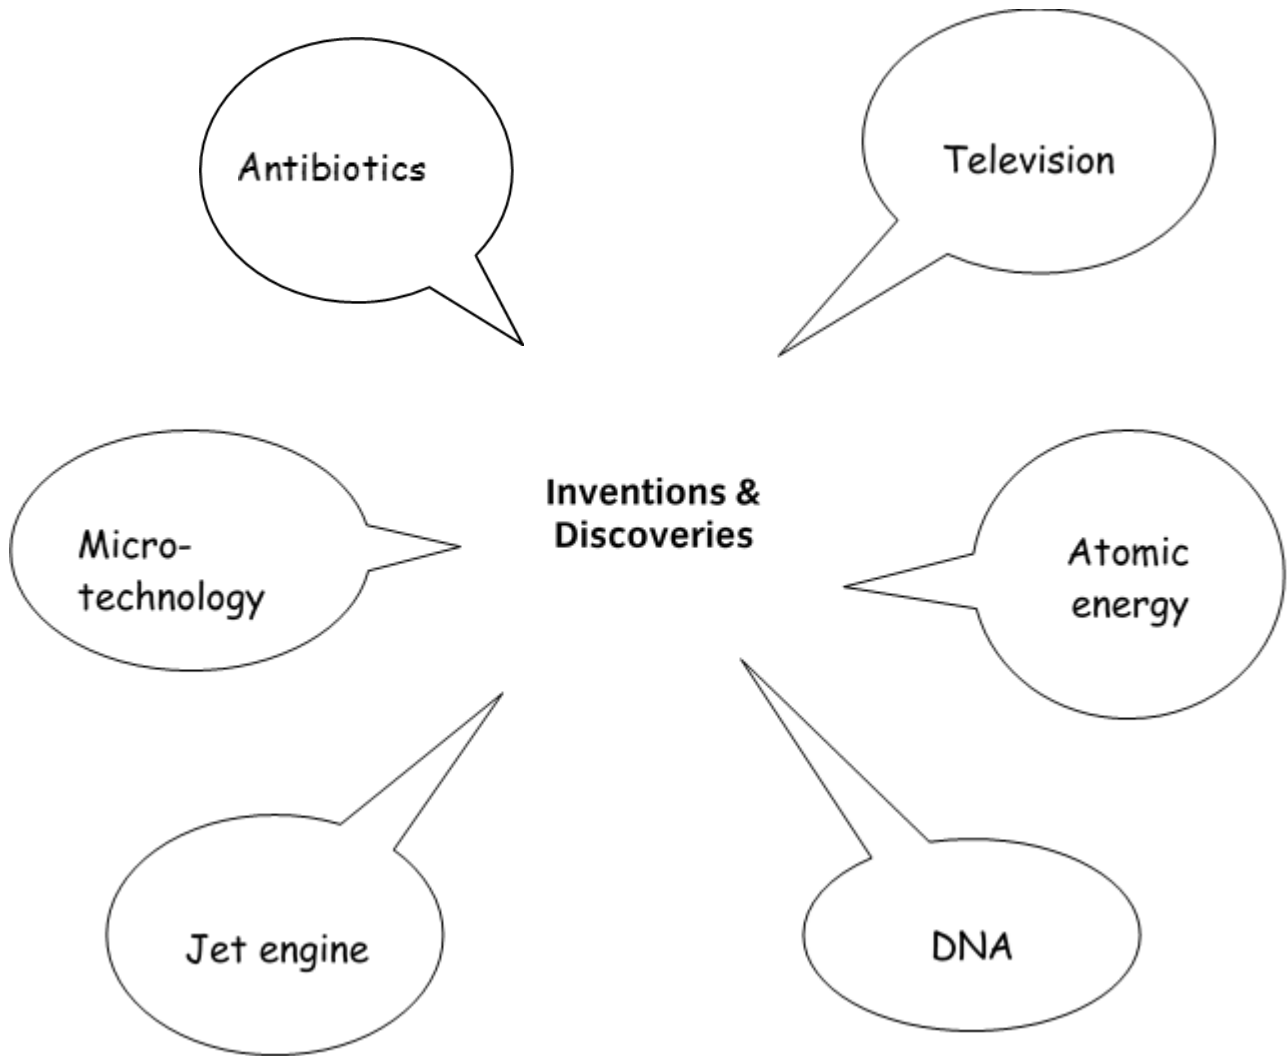 Antibiotics
Television
Inventions &
Discoveries
Micro-
technology
Atomic
energy
Jet engine
DNA